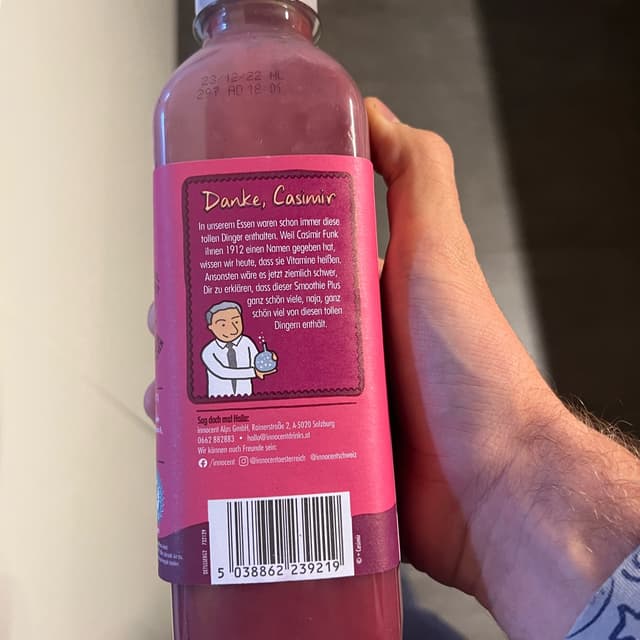 23/12/22 AL
297 AD 18:01
Danke, Casimir
In unserem Essen waren schon immer diese
tollen Dinger enthalten. Weil Casimir Funk
ihnen 1912 einen Namen gegeben hat,
wissen wir heute, dass sie Vitamine heißen.
Ansonsten wäre es jetzt ziemlich schwer,
Dir zu erklären, dass dieser Smoothie Plus
ganz schön viele, naja, ganz
schön viel von diesen tollen
Dingern enthält.
Sag doch mal Hallo:
innocent Alps GmbH, Rainerstraße 2, A 5020 Salzburg
0662 882883 • hallo@innocentdrinks.at
Wir können auch Freunde sein:
/innocent @innocentoesterreich @innocentschweiz
5 038862 239219
© • Casimir